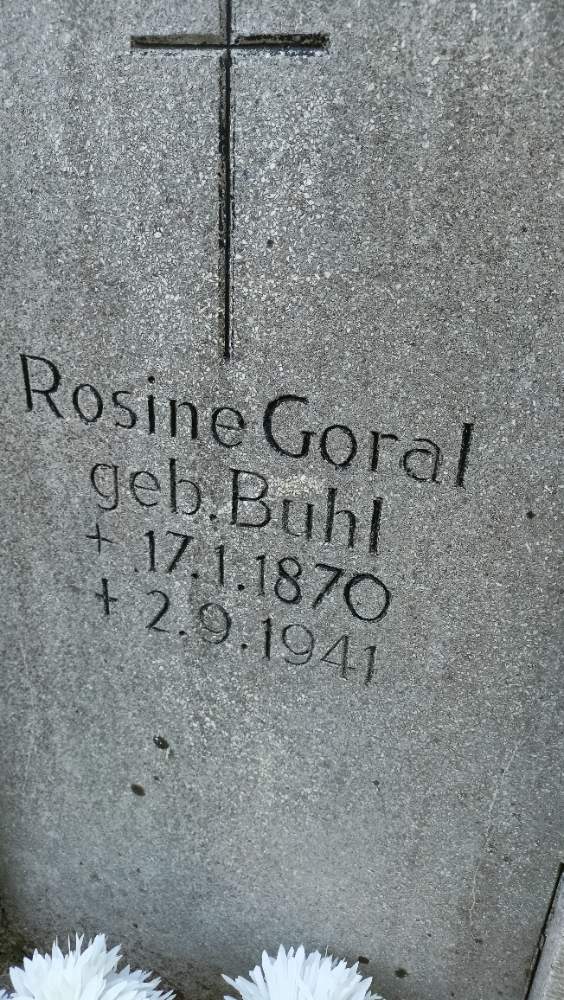 Rosine Goral
geb. Buhl
+ 17.1.1870
+ 2.9.1941